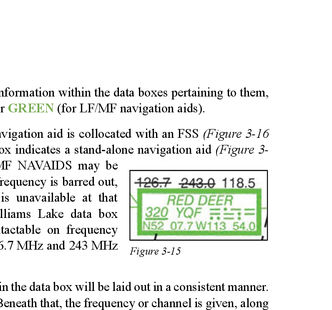 nformation within the data boxes pertaining to them,
r GREEN (for LF/MF navigation aids).
avigation aid is collocated with an FSS (Figure 3-16
ox indicates a stand-alone navigation aid (Figure 3-
MF NAVAIDS may be
requency is barred out,
is unavailable at that
lliams Lake data box
tactable on frequency
6.7 MHz and 243 MHz
126.7 243.0 118.5
RED DEER
320 YQF
N52 07.7 W113 54.0
Figure 3-15
in the data box will be laid out in a consistent manner.
Beneath that, the frequency or channel is given, along